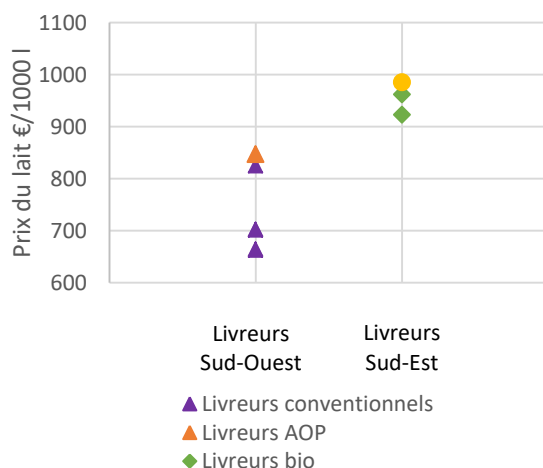 Prix du lait €/1000 l
1100
1000
900
800
700
600
Livreurs
Sud-Ouest
Livreurs
Sud-Est
Livreurs conventionnels
Livreurs AOP
Livreurs bio